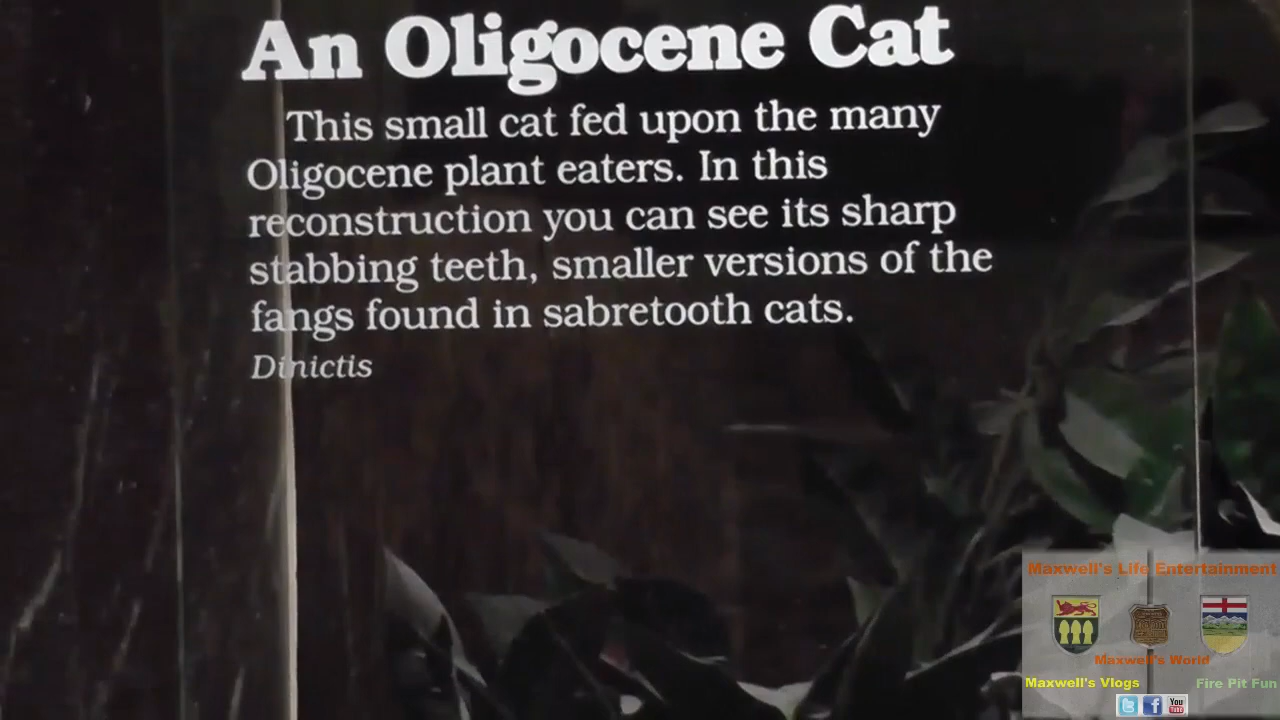 An Oligocene Cat
This small cat fed upon the many
Oligocene plant eaters. In this
reconstruction you can see its sharp
stabbing teeth, smaller versions of the
fangs found in sabretooth cats.
Dinictis
Maxwell's Life Entertainment
Maxwell's World
Maxwell's Vlogs Fire Pit Fun
You